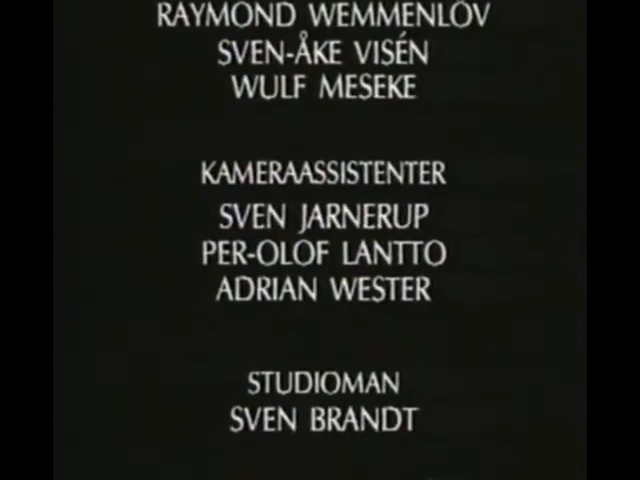 RAYMOND WEMMENLÖV
SVEN-ÅKE VISÉN
WULF MESEKE
KAMERAASSISTENTER
SVEN JARNERUP
PER-OLOF LANTTO
ADRIAN WESTER
STUDIOMAN
SVEN BRANDT